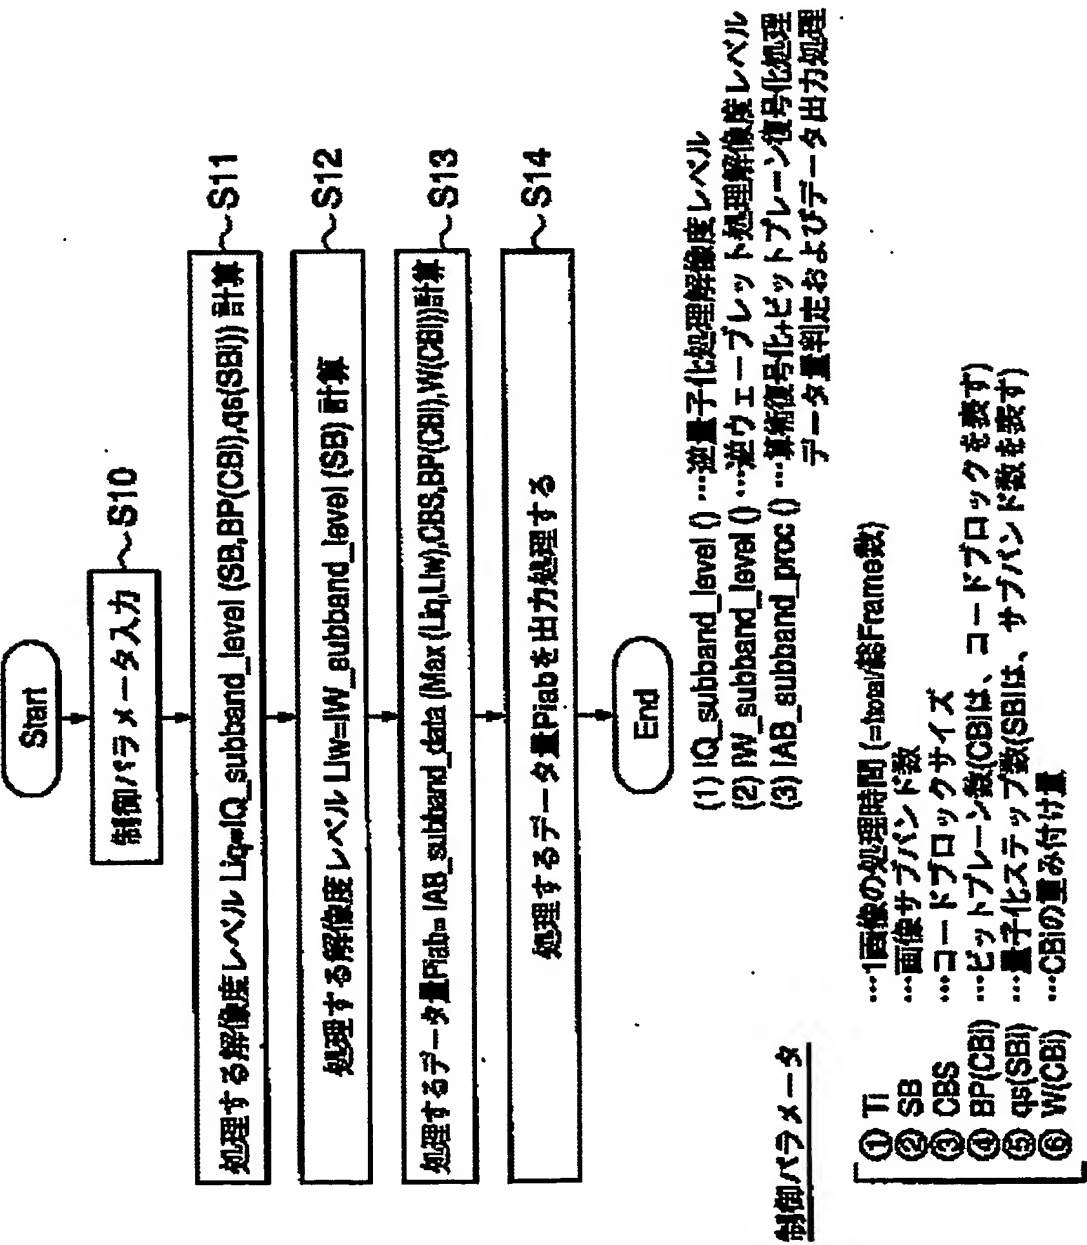 Start
制御パラメータ入力
~S10
処理する解像度レベル Liq=IQ_subband_level (SB,BP(CBi),qs(SBi)) 計算
~S11
処理する解像度レベル Liw=IW_subband_level (SB) 計算
~S12
処理するデータ量Piab= IAB_subband_data (Max (Liq,Liw),CBS,BP(CBi),W(CBi))計算
~S13
処理するデータ量Piabを出力処理する
~S14
End
(1) IQ_subband_level () …逆量子化処理解像度レベル
(2) IW_subband_level () …逆ウェーブレット処理解像度レベル
(3) IAB_subband_proc () …算術復号化+ビットプレーン復号化処理
データ量判定およびデータ出力処理
制御パラメータ
① Ti …1画像の処理時間 (=total/総Frame数)
② SB …画像サブバンド数
③ CBS …コードブロックサイズ
④ BP(CBi) …ビットプレーン数(CBiは、コードブロックを表す)
⑤ qs(SBi) …量子化ステップ数(SBiは、サブバンド数を表す)
⑥ W(CBi) …CBiの重み付け量